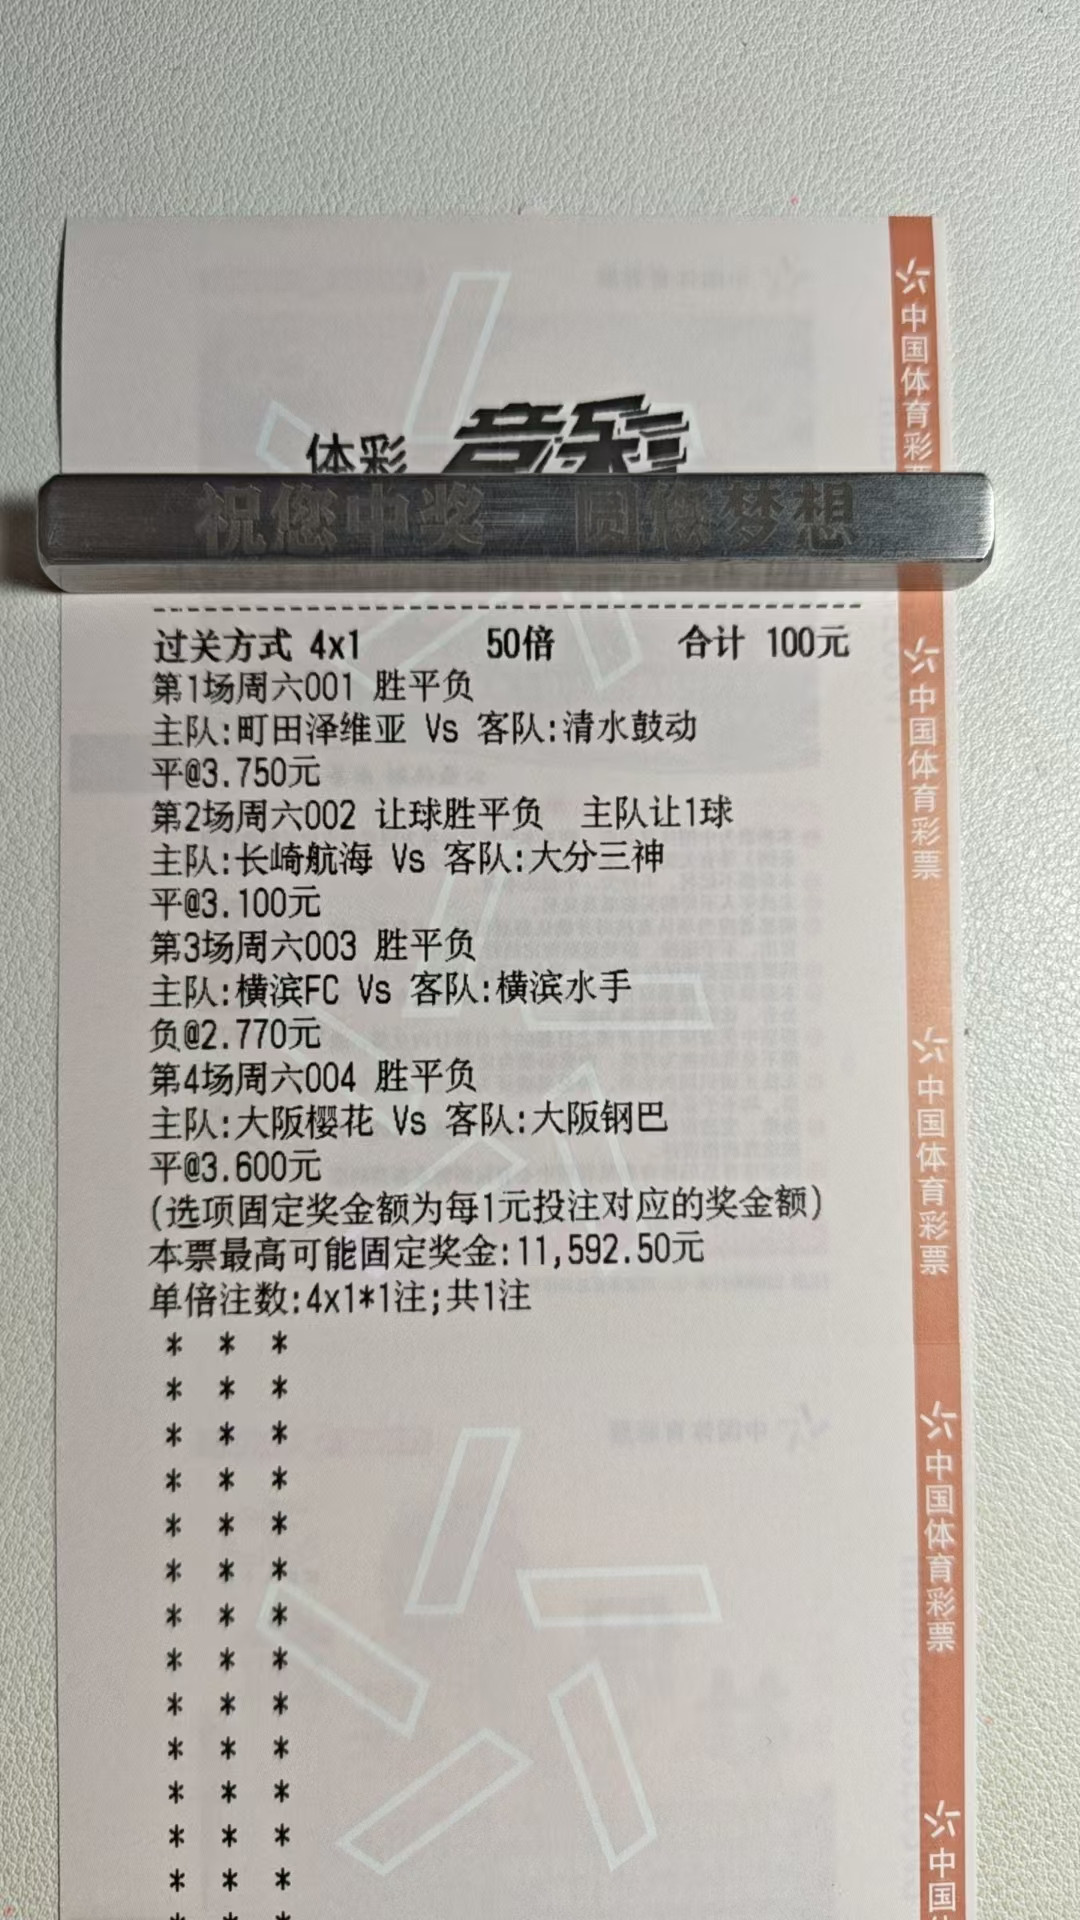 体彩 竞彩
祝您中奖 圆您梦想
过关方式 4x1 50倍 合计 100元
第1场周六001 胜平负
主队:町田泽维亚 Vs 客队:清水鼓动
平@3.750元
第2场周六002 让球胜平负 主队让1球
主队:长崎航海 Vs 客队:大分三神
平@3.100元
第3场周六003 胜平负
主队:横滨FC Vs 客队:横滨水手
负@2.770元
第4场周六004 胜平负
主队:大阪樱花 Vs 客队:大阪钢巴
平@3.600元
(选项固定奖金额为每1元投注对应的奖金额)
本票最高可能固定奖金:11,592.50元
单倍注数:4x1*1注;共1注
* * *
* * *
* * *
* * *
* * *
* * *
* * *
* * *
* * *
* * *
* * *
* * *
* * *
* * *
中国体育彩票
中国体育彩票
中国体育彩票
中国体育彩票
中国体